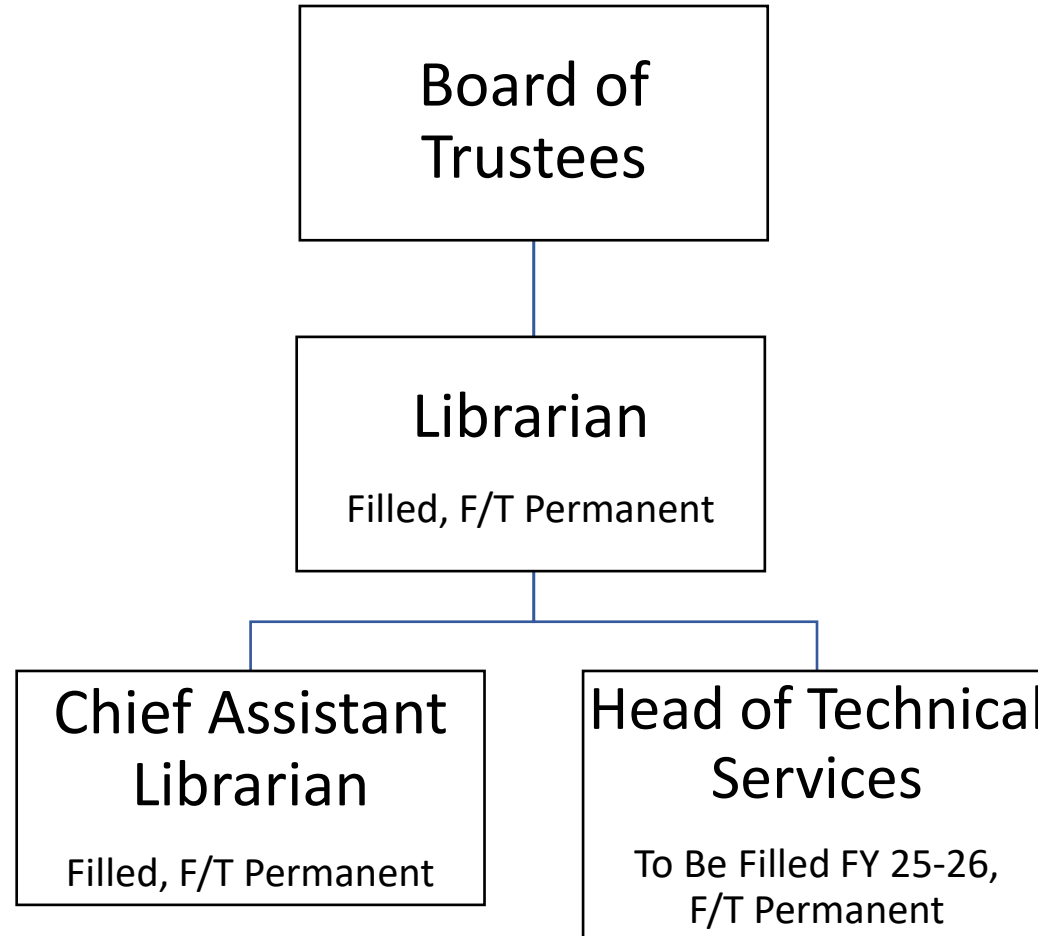 Board of
Trustees
Librarian
Filled, F/T Permanent
Chief Assistant
Librarian
Filled, F/T Permanent
Head of Technical
Services
To Be Filled FY 25-26,
F/T Permanent